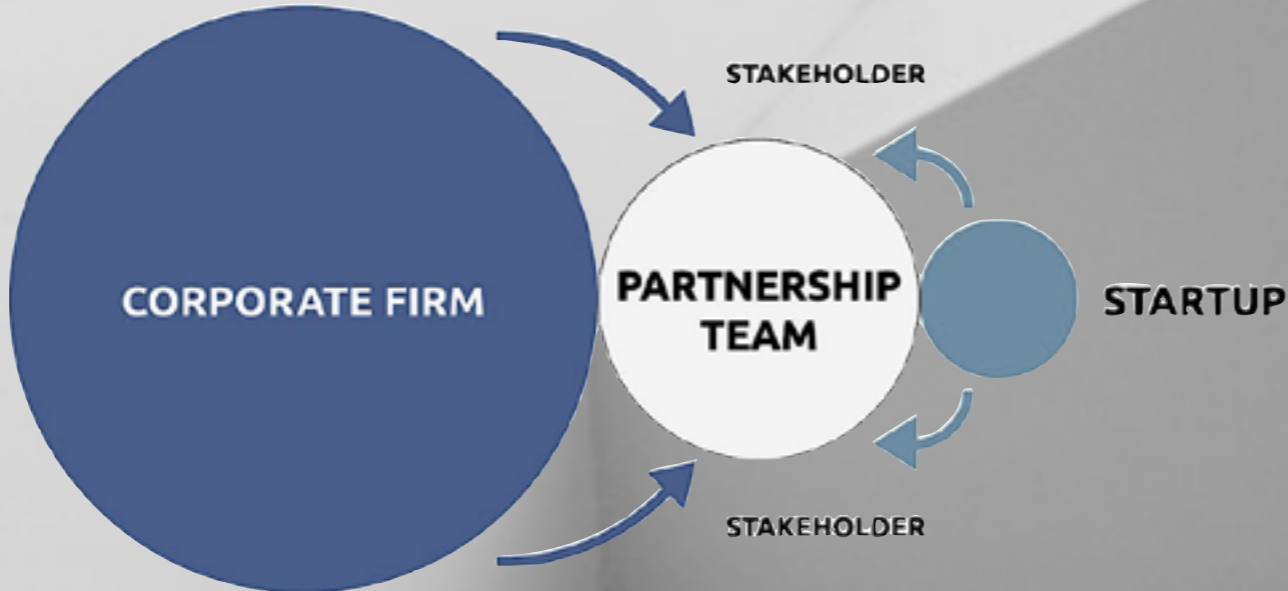 STAKEHOLDER
CORPORATE FIRM
PARTNERSHIP
TEAM
STARTUP
STAKEHOLDER